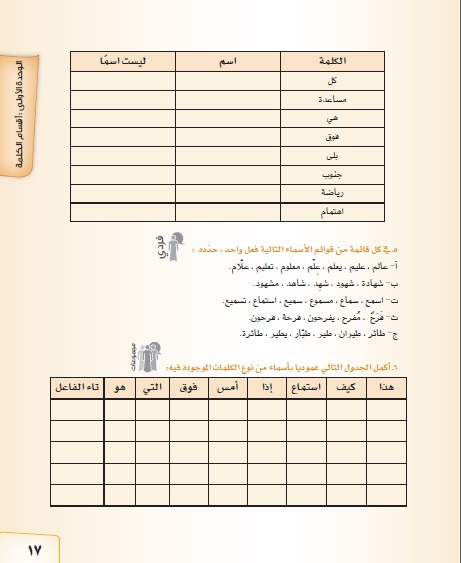 الوحدة الأولى : أقسام الكلمة
الكلمة اسم ليست اسمًا
كل
مساعدة
هي
فوق
بلى
جنوب
رياضة
اهتمام
فردي
٥. في كل قائمة من قوائم الأسماء التالية فعل واحد ، حدّده :
أ- عالم ، عليم ، يعلم ، عِلْم ، معلوم ، تعليم ، علّام.
ب- شهادة ، شهود ، شهد ، شاهد ، مشهود.
ت- اسمع ، سماع ، مسموع ، سميع ، استماع ، تسميع.
ث- فَرَحٌ ، مُفرح ، يفرحون ، فرحة ، فرحون.
ج- طائر ، طيران ، طير ، طيّار ، يطير ، طائرة.
مجموعات
٦. أكمل الجدول التالي عموديا بأسماء من نوع الكلمات الموجودة فيه:
هذا كيف استماع إذا أمس فوق التي هو تاء الفاعل
١٧